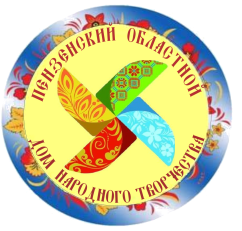 ПЕНЗЕНСКИЙ ОБЛАСТНОЙ
ДОМ НАРОДНОГО ТВОРЧЕСТВА